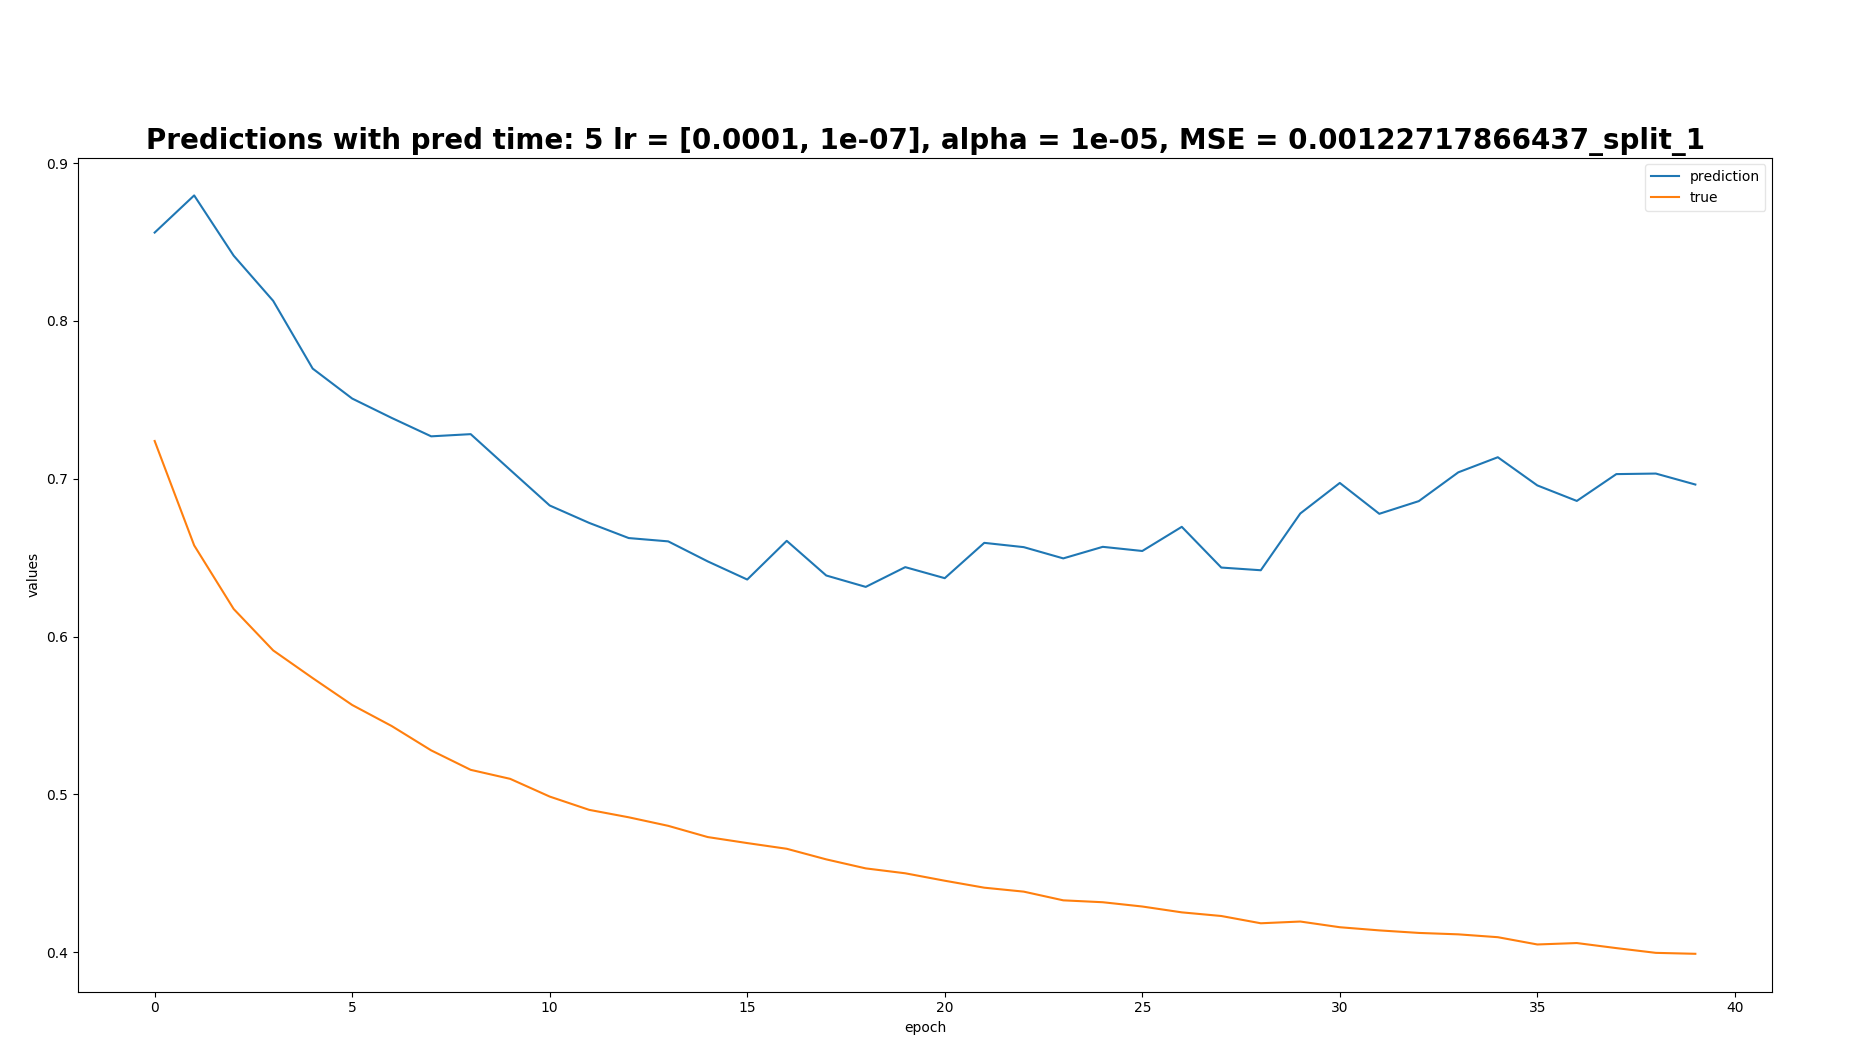 Predictions with pred time: 5 lr = [0.0001, 1e-07], alpha = 1e-05, MSE = 0.00122717866437_split_1
prediction
true
0.9
0.8
0.7
0.6
0.5
0.4
values
0 5 10 15 20 25 30 35 40
epoch